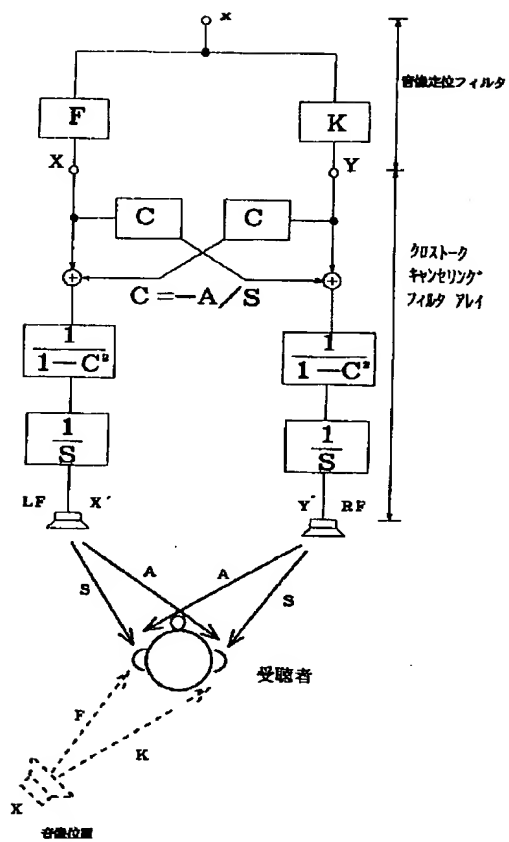 x
音像定位フィルタ
F
K
X
Y
C
C
クロストーク
キャンセリング
フィルタ アレイ
C=-A/S
1
1-C²
1
1-C²
1
S
1
S
LF X´
Y´ RF
S
A
A
S
受聴者
F
K
X
音像位置